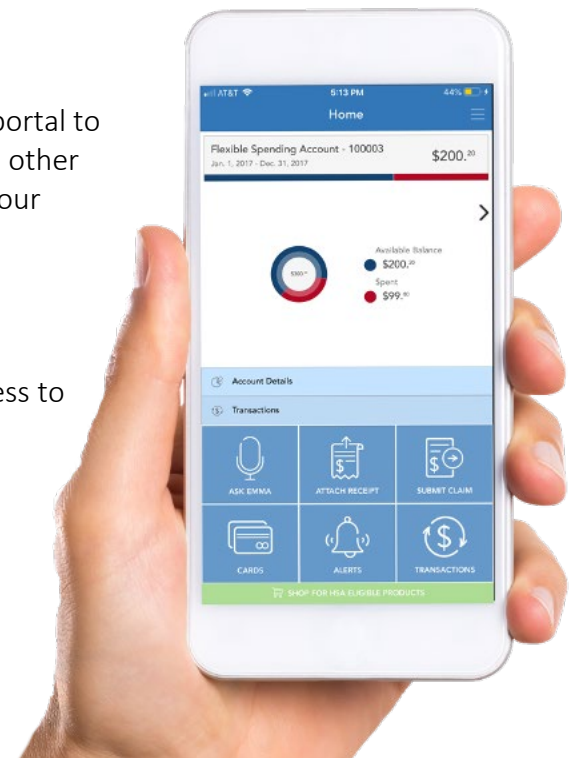 portal to
other
our
ess to
AT&T 5:13 PM 44%
Home
Flexible Spending Account - 100003
Jan. 1, 2017 - Dec. 31, 2017
$200.20
Available Balance
$200.20
Spent
$99.80
Account Details
Transactions
ASK EMMA ATTACH RECEIPT SUBMIT CLAIM
CARDS ALERTS TRANSACTIONS
SHOP FOR HSA ELIGIBLE PRODUCTS